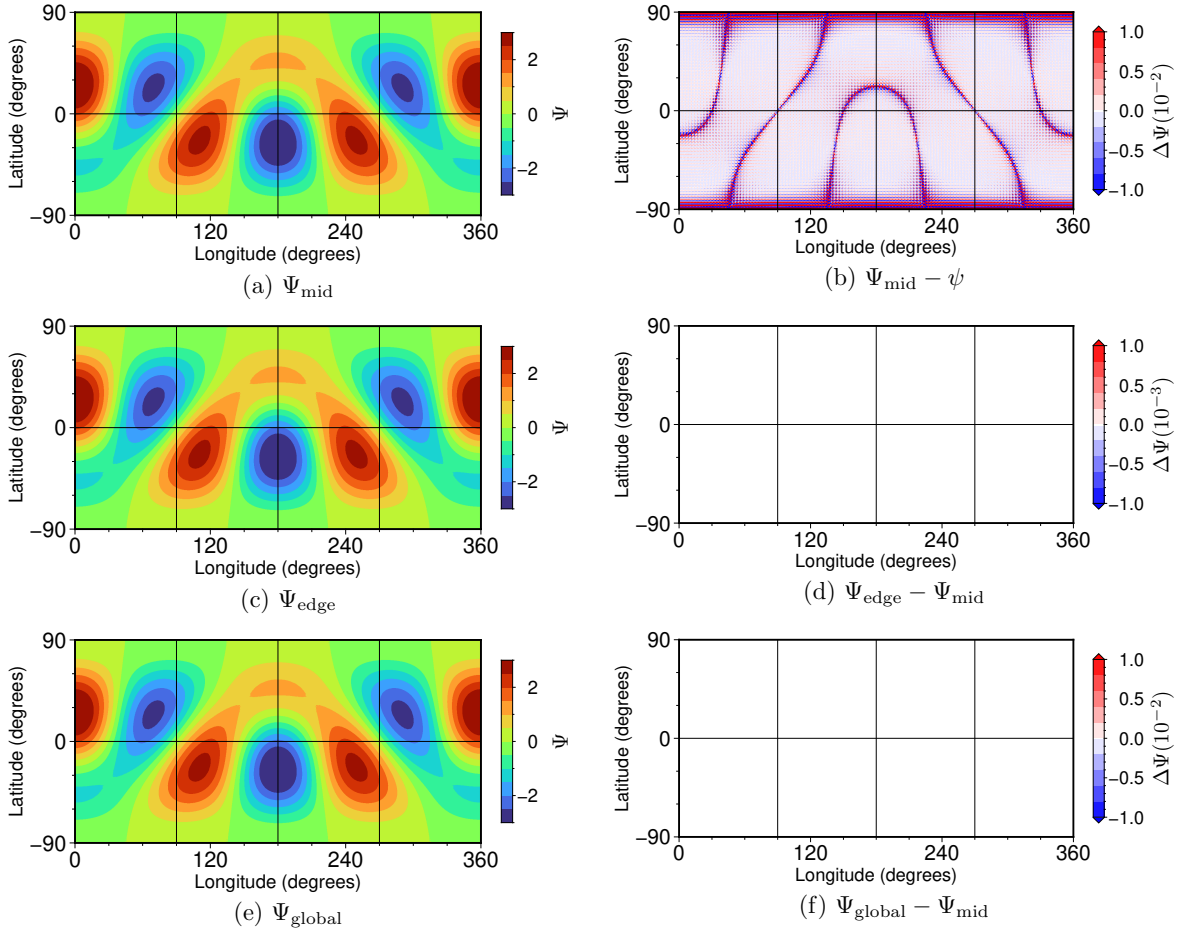 90
0
−90
Latitude (degrees)
0 120 240 360
Longitude (degrees)
2
0
−2
Ψ
(a) Ψmid
90
0
−90
Latitude (degrees)
0 120 240 360
Longitude (degrees)
1.0
0.5
0.0
−0.5
−1.0
ΔΨ(10−2)
(b) Ψmid − ψ
90
0
−90
Latitude (degrees)
0 120 240 360
Longitude (degrees)
2
0
−2
Ψ
(c) Ψedge
90
0
−90
Latitude (degrees)
0 120 240 360
Longitude (degrees)
1.0
0.5
0.0
−0.5
−1.0
ΔΨ(10−3)
(d) Ψedge − Ψmid
90
0
−90
Latitude (degrees)
0 120 240 360
Longitude (degrees)
2
0
−2
Ψ
(e) Ψglobal
90
0
−90
Latitude (degrees)
0 120 240 360
Longitude (degrees)
1.0
0.5
0.0
−0.5
−1.0
ΔΨ(10−2)
(f) Ψglobal − Ψmid